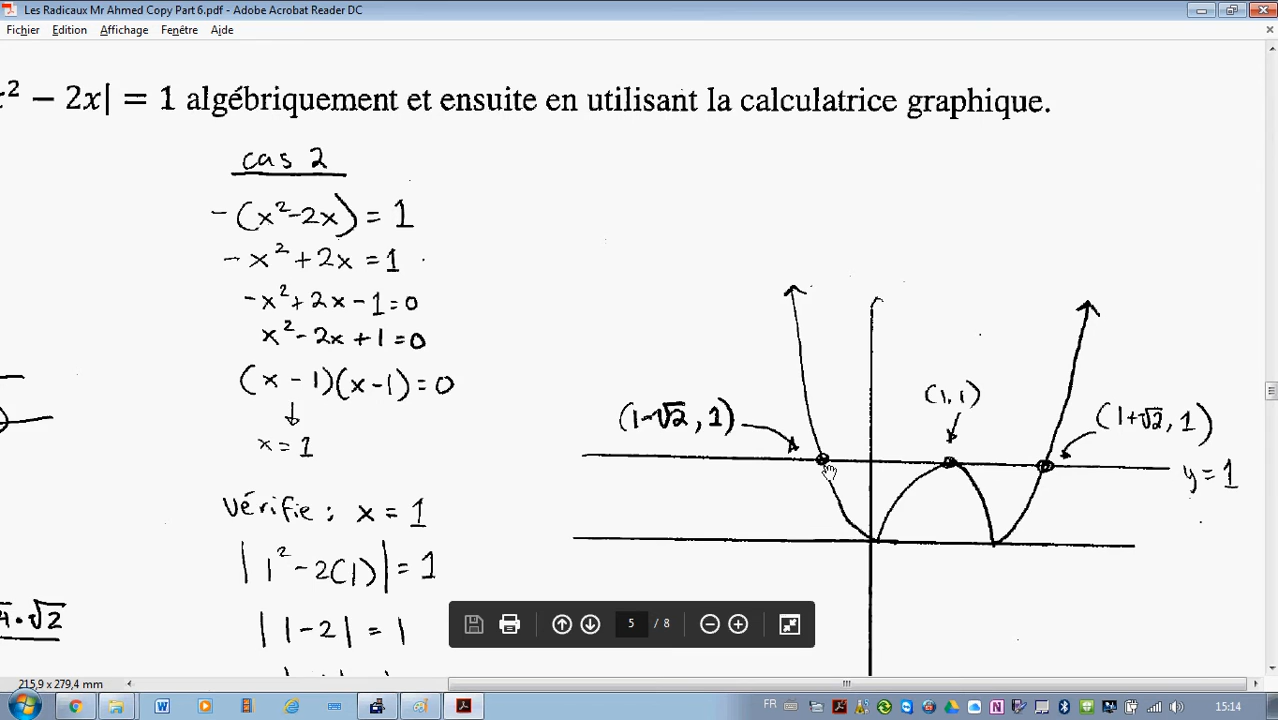 Les Radicaux Mr Ahmed Copy Part 6.pdf - Adobe Acrobat Reader DC
Fichier Edition Affichage Fenêtre Aide
² − 2x| = 1 algébriquement et ensuite en utilisant la calculatrice graphique.
cas 2
-(x²-2x) = 1
-x²+2x = 1
-x²+2x-1=0
x²-2x+1=0
(x-1)(x-1)=0
x=1
(1-√2, 1)
(1,1)
(1+√2, 1)
y=1
Vérifie: x = 1
|1²-2(1)| = 1
|1-2| = 1
·√2
5 / 8
215,9 x 279,4 mm
FR
15:14